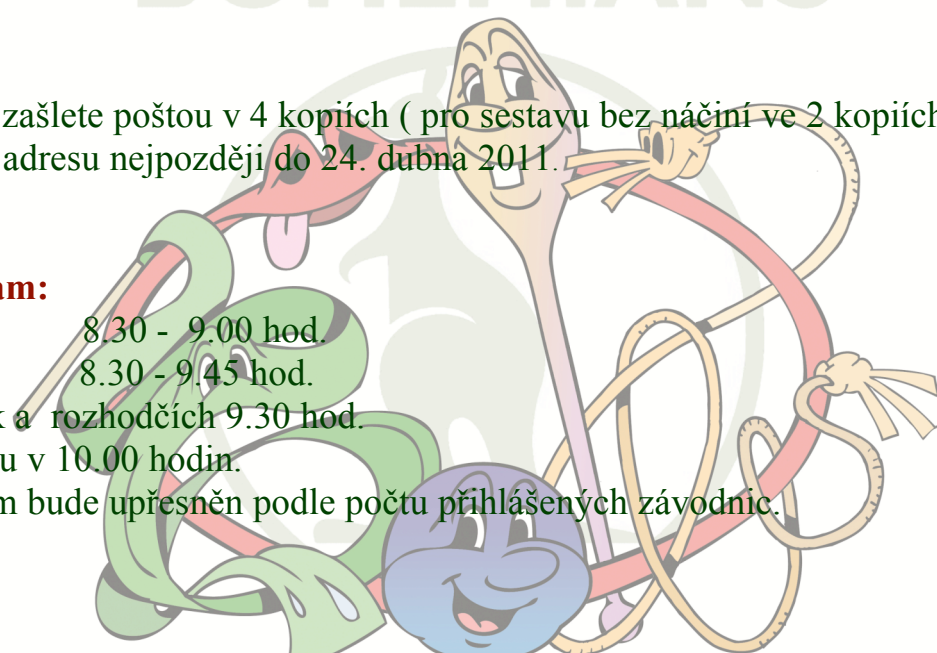 BOHEMIANS
zašlete poštou v 4 kopiích ( pro sestavu bez náčiní ve 2 kopiích
adresu nejpozději do 24. dubna 2011.
am:
8.30 - 9.00 hod.
8.30 - 9.45 hod.
k a rozhodčích 9.30 hod.
u v 10.00 hodin.
m bude upřesněn podle počtu přihlášených závodnic.